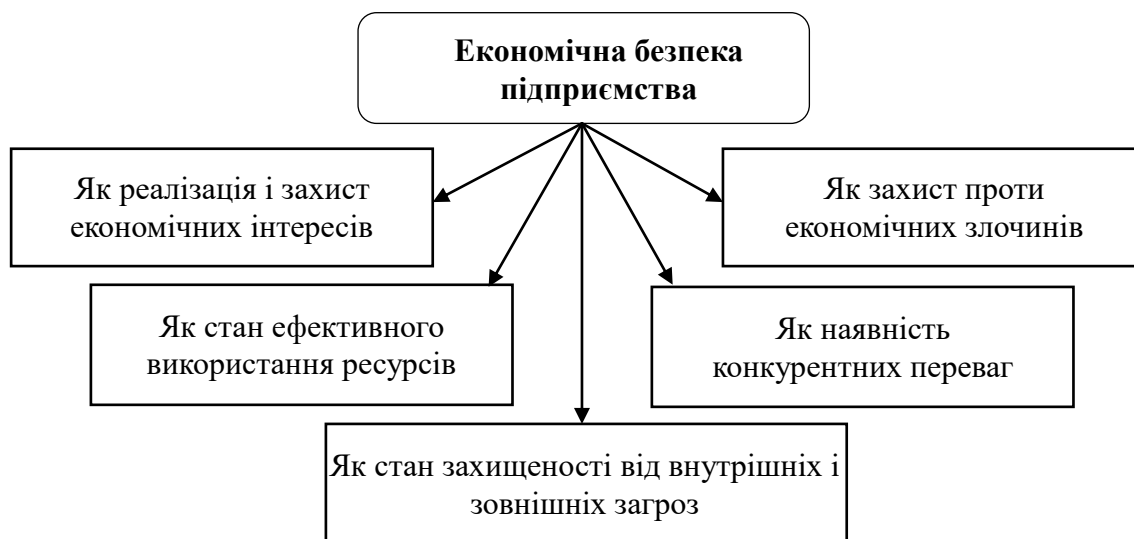 Економічна безпека
підприємства
Як реалізація і захист
економічних інтересів
Як захист проти
економічних злочинів
Як стан ефективного
використання ресурсів
Як наявність
конкурентних переваг
Як стан захищеності від внутрішніх і
зовнішніх загроз